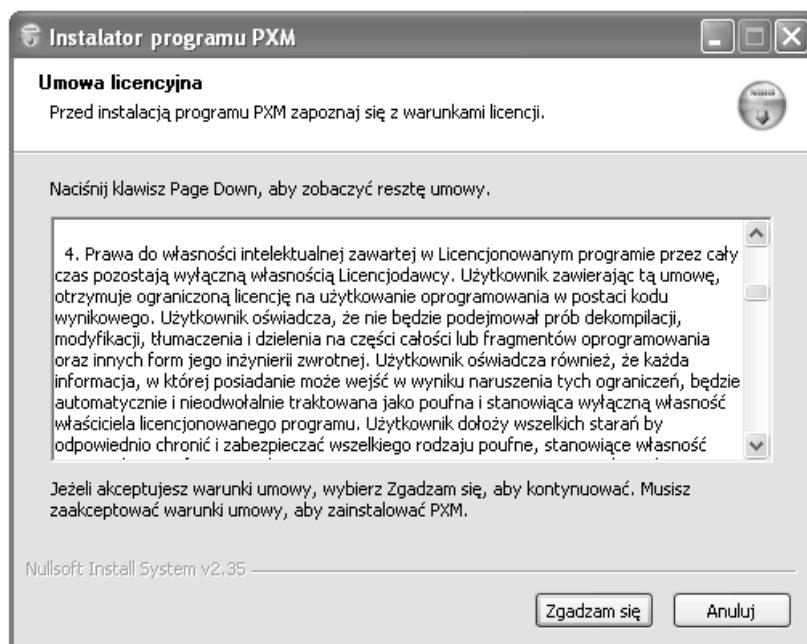 Instalator programu PXM
Umowa licencyjna
Przed instalacją programu PXM zapoznaj się z warunkami licencji.
Naciśnij klawisz Page Down, aby zobaczyć resztę umowy.
4. Prawa do własności intelektualnej zawartej w Licencjonowanym programie przez cały
czas pozostają wyłączną własnością Licencjodawcy. Użytkownik zawierając tą umowę,
otrzymuje ograniczoną licencję na użytkowanie oprogramowania w postaci kodu
wynikowego. Użytkownik oświadcza, że nie będzie podejmował prób dekompilacji,
modyfikacji, tłumaczenia i dzielenia na części całości lub fragmentów oprogramowania
oraz innych form jego inżynierii zwrotnej. Użytkownik oświadcza również, że każda
informacja, w której posiadanie może wejść w wyniku naruszenia tych ograniczeń, będzie
automatycznie i nieodwołalnie traktowana jako poufna i stanowiąca wyłączną własność
właściciela licencjonowanego programu. Użytkownik dołoży wszelkich starań by
odpowiednio chronić i zabezpieczać wszelkiego rodzaju poufne, stanowiące własność
Jeżeli akceptujesz warunki umowy, wybierz Zgadzam się, aby kontynuować. Musisz
zaakceptować warunki umowy, aby zainstalować PXM.
Nullsoft Install System v2.35
Zgadzam się
Anuluj